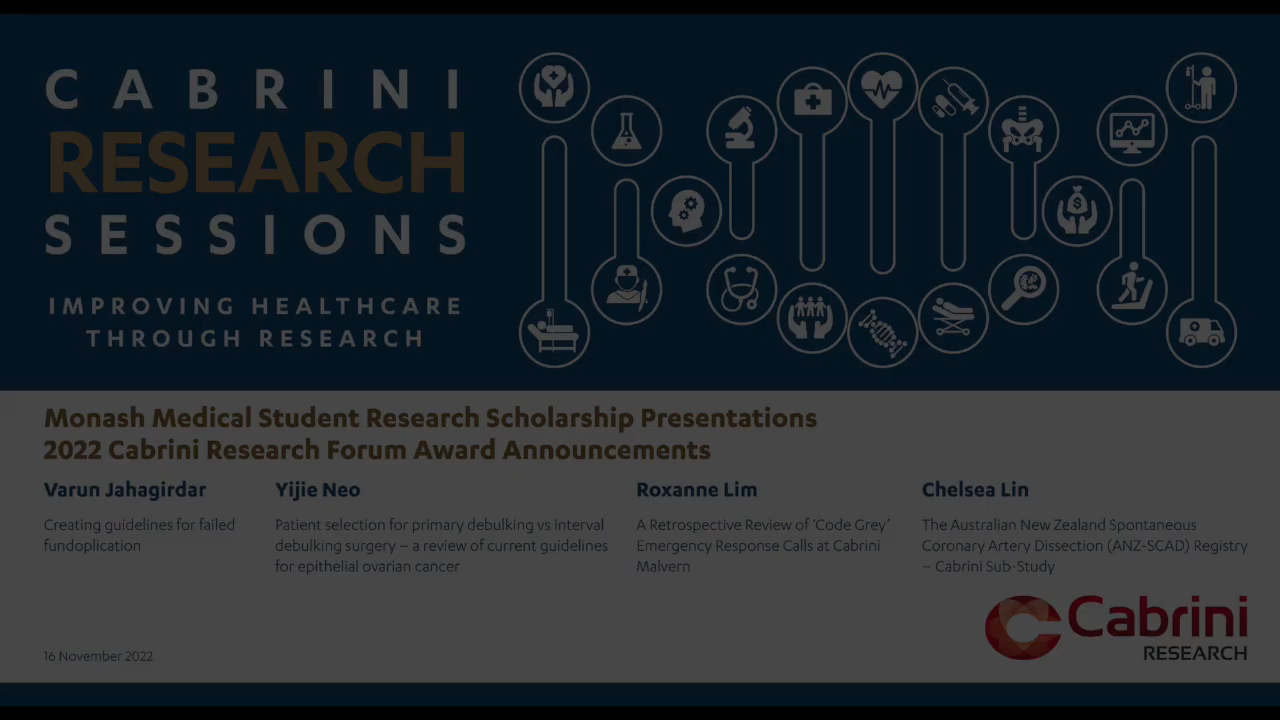 CABRINI
RESEARCH
SESSIONS
IMPROVING HEALTHCARE
THROUGH RESEARCH
Monash Medical Student Research Scholarship Presentations
2022 Cabrini Research Forum Award Announcements
Varun Jahagirdar
Creating guidelines for failed
fundoplication
Yijie Neo
Patient selection for primary debulking vs interval
debulking surgery – a review of current guidelines
for epithelial ovarian cancer
Roxanne Lim
A Retrospective Review of 'Code Grey'
Emergency Response Calls at Cabrini
Malvern
Chelsea Lin
The Australian New Zealand Spontaneous
Coronary Artery Dissection (ANZ-SCAD) Registry
– Cabrini Sub-Study
16 November 2022
Cabrini
RESEARCH